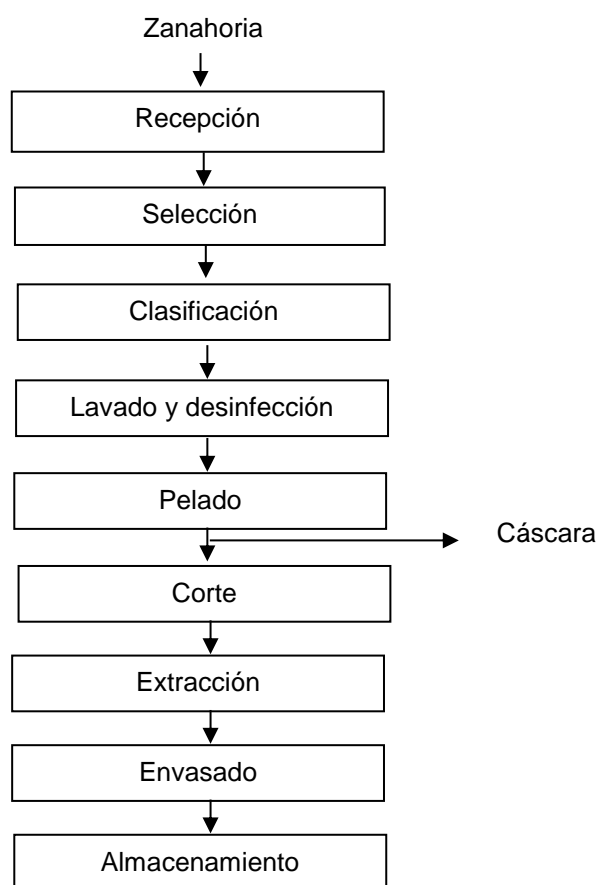 Zanahoria
Recepción
Selección
Clasificación
Lavado y desinfección
Pelado
Cáscara
Corte
Extracción
Envasado
Almacenamiento